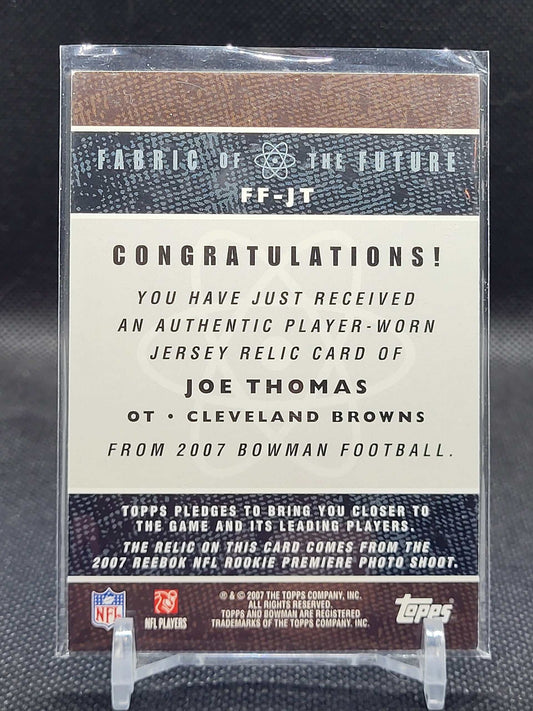 FABRIC OF THE FUTURE
FF-JT
CONGRATULATIONS!
YOU HAVE JUST RECEIVED
AN AUTHENTIC PLAYER-WORN
JERSEY RELIC CARD OF
JOE THOMAS
OT • CLEVELAND BROWNS
FROM 2007 BOWMAN FOOTBALL.
TOPPS PLEDGES TO BRING YOU CLOSER TO
THE GAME AND ITS LEADING PLAYERS.
THE RELIC ON THIS CARD COMES FROM THE
2007 REEBOK NFL ROOKIE PREMIERE PHOTO SHOOT.
NFL
NFL PLAYERS
® & © 2007 THE TOPPS COMPANY, INC.
ALL RIGHTS RESERVED.
TOPPS AND BOWMAN ARE REGISTERED
TRADEMARKS OF THE TOPPS COMPANY, INC.
topps